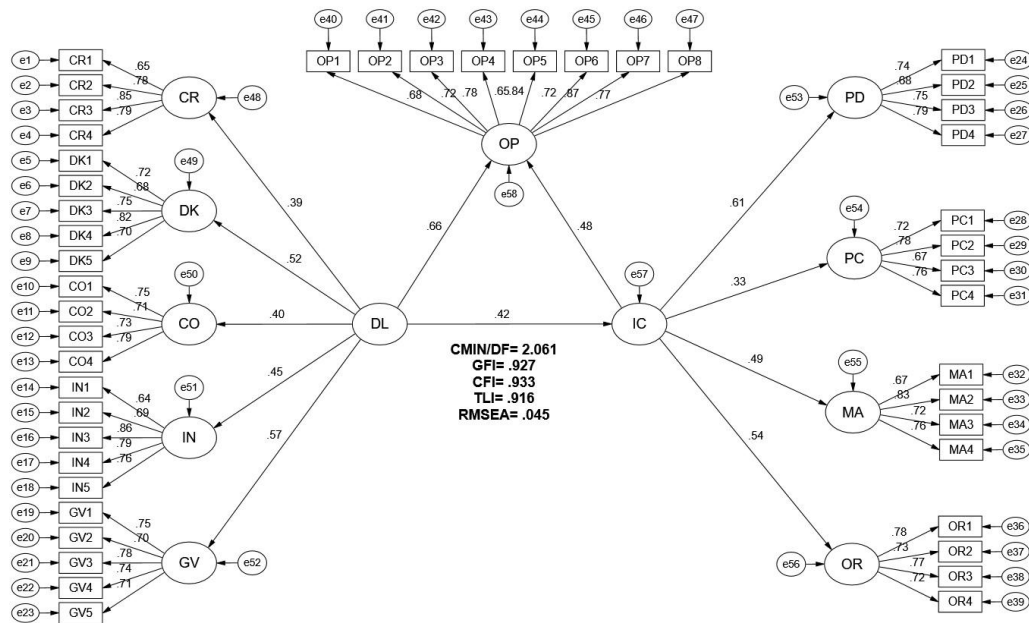 e40 e41 e42 e43 e44 e45 e46 e47
OP1 OP2 OP3 OP4 OP5 OP6 OP7 OP8
.68 .72 .78 .65 .84 .72 .87 .77
OP
e58
e1 CR1 .65
e2 CR2 .78
e3 CR3 .85
e4 CR4 .79
CR e48
e5 DK1 .72
e6 DK2 .68
e7 DK3 .75
e8 DK4 .82
e9 DK5 .70
DK e49
e10 CO1 .75
e11 CO2 .71
e12 CO3 .73
e13 CO4 .79
CO e50
e14 IN1 .64
e15 IN2 .69
e16 IN3 .86
e17 IN4 .79
e18 IN5 .76
IN e51
e19 GV1 .75
e20 GV2 .70
e21 GV3 .78
e22 GV4 .74
e23 GV5 .71
GV e52
.39
.52
.40
.45
.57
DL
.66
.42
.48
e57
IC
CMIN/DF= 2.061
GFI= .927
CFI= .933
TLI= .916
RMSEA= .045
.61
.33
.49
.54
e53 PD
.74 PD1 e24
.68 PD2 e25
.75 PD3 e26
.79 PD4 e27
e54 PC
.72 PC1 e28
.78 PC2 e29
.67 PC3 e30
.76 PC4 e31
e55 MA
.67 MA1 e32
.83 MA2 e33
.72 MA3 e34
.76 MA4 e35
e56 OR
.78 OR1 e36
.73 OR2 e37
.77 OR3 e38
.72 OR4 e39